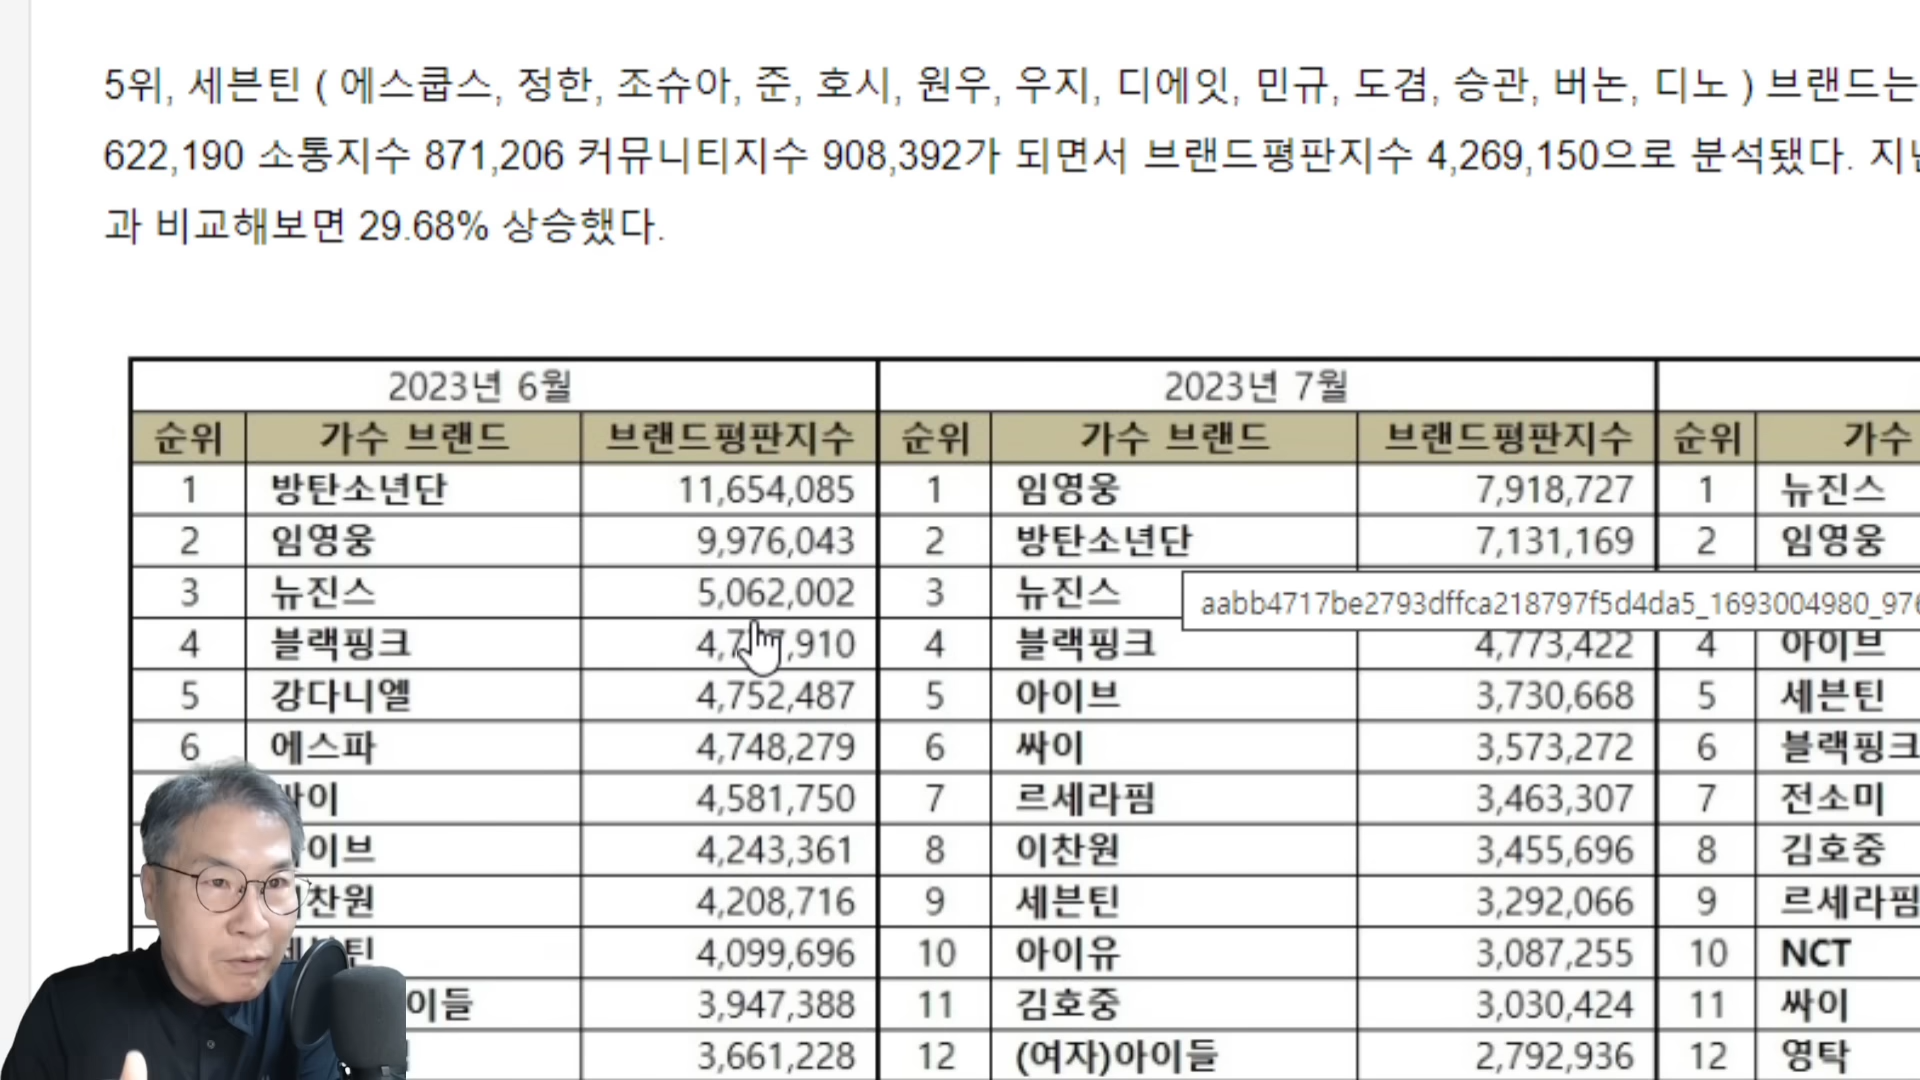 5위, 세븐틴 ( 에스쿱스, 정한, 조슈아, 준, 호시, 원우, 우지, 디에잇, 민규, 도겸, 승관, 버논, 디노 ) 브랜드는
622,190 소통지수 871,206 커뮤니티지수 908,392가 되면서 브랜드평판지수 4,269,150으로 분석됐다.
과 비교해보면 29.68% 상승했다.
2023년 6월 2023년 7월
순위 가수 브랜드 브랜드평판지수 순위 가수 브랜드 브랜드평판지수 순위 가수
1 방탄소년단 11,654,085 1 임영웅 7,918,727 1 뉴진스
2 임영웅 9,976,043 2 방탄소년단 7,131,169 2 임영웅
3 뉴진스 5,062,002 3 뉴진스 aabb4717be2793dffca218797f5d4da5_1693004980_976
4 블랙핑크 4 블랙핑크 4,773,422 4 아이브
5 강다니엘 4,752,487 5 아이브 3,730,668 5 세븐틴
6 에스파 4,748,279 6 싸이 3,573,272 6 블랙핑크
싸이 4,581,750 7 르세라핌 3,463,307 7 전소미
이브 4,243,361 8 이찬원 3,455,696 8 김호중
찬원 4,208,716 9 세븐틴 3,292,066 9 르세라핌
틴 4,099,696 10 아이유 3,087,255 10 NCT
이들 3,947,388 11 김호중 3,030,424 11 싸이
3,661,228 12 (여자)아이들 2,792,936 12 영탁